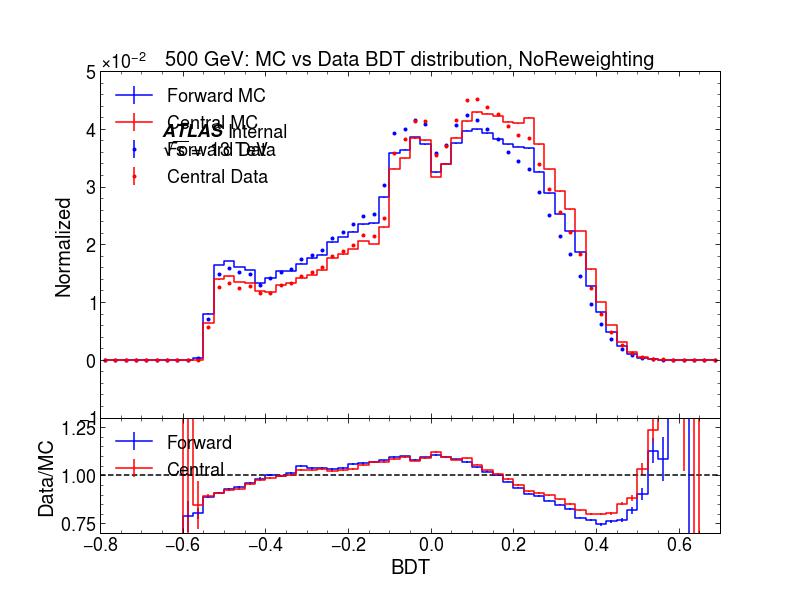 ×10−2 500 GeV: MC vs Data BDT distribution, NoReweighting
5
4
3
2
1
0
−1
Normalized
Forward MC
Central MC
ATLAS Internal
√s = 13 TeV
Forward Data
Central Data
1.25
1.00
0.75
Data/MC
Forward
Central
−0.8 −0.6 −0.4 −0.2 0.0 0.2 0.4 0.6
BDT